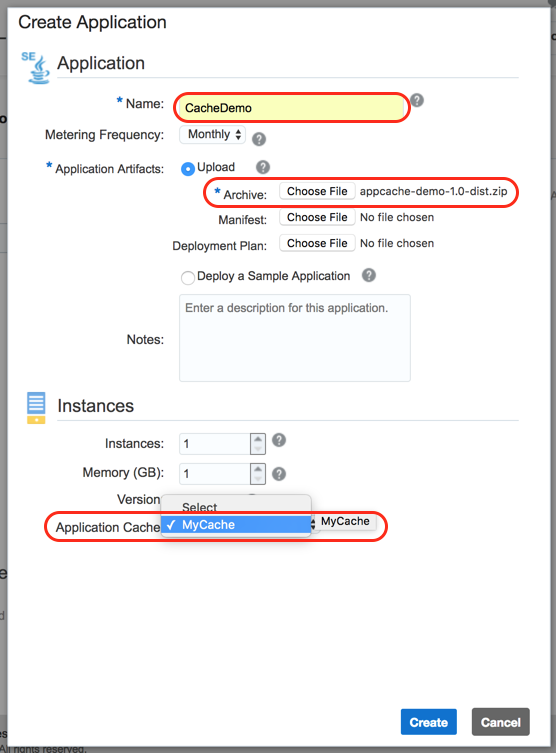 Create Application
SE
Application
* Name: CacheDemo ?
Metering Frequency: Monthly ?
* Application Artifacts: Upload ?
* Archive: Choose File appcache-demo-1.0-dist.zip
Manifest: Choose File No file chosen
Deployment Plan: Choose File No file chosen
Deploy a Sample Application ?
Enter a description for this application.
Notes:
Instances
Instances: 1 ?
Memory (GB): 1 ?
Version
Select
Application Cache ✓ MyCache MyCache
Create Cancel
All rights reserved.